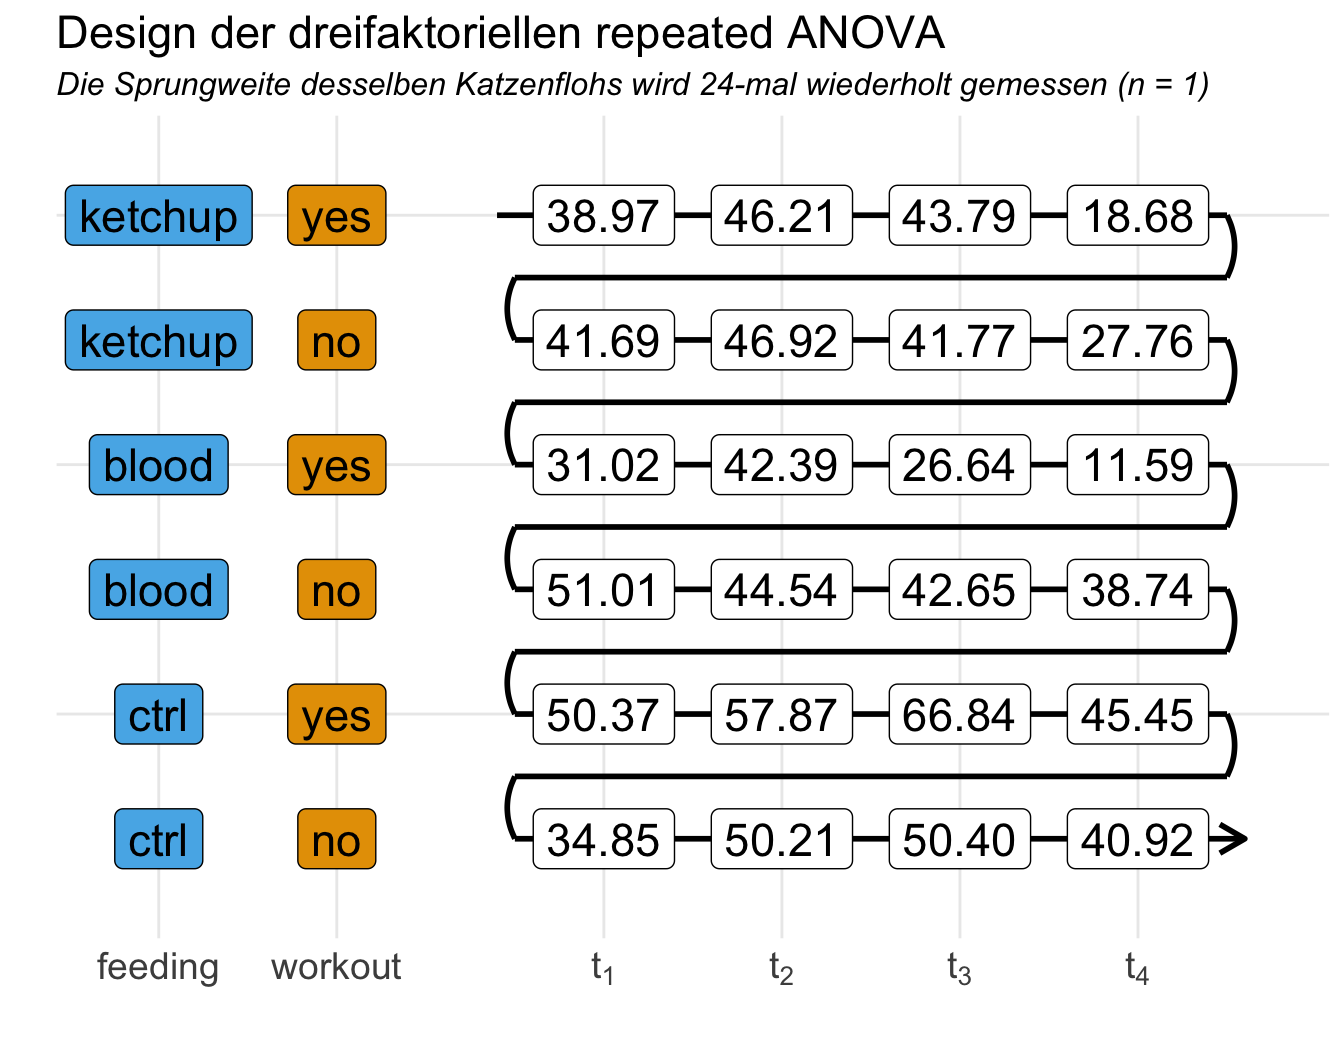 Design der dreifaktoriellen repeated ANOVA
Die Sprungweite desselben Katzenflohs wird 24-mal wiederholt gemessen (n = 1)
ketchup yes 38.97 46.21 43.79 18.68
ketchup no 41.69 46.92 41.77 27.76
blood yes 31.02 42.39 26.64 11.59
blood no 51.01 44.54 42.65 38.74
ctrl yes 50.37 57.87 66.84 45.45
ctrl no 34.85 50.21 50.40 40.92
feeding workout t₁ t₂ t₃ t₄